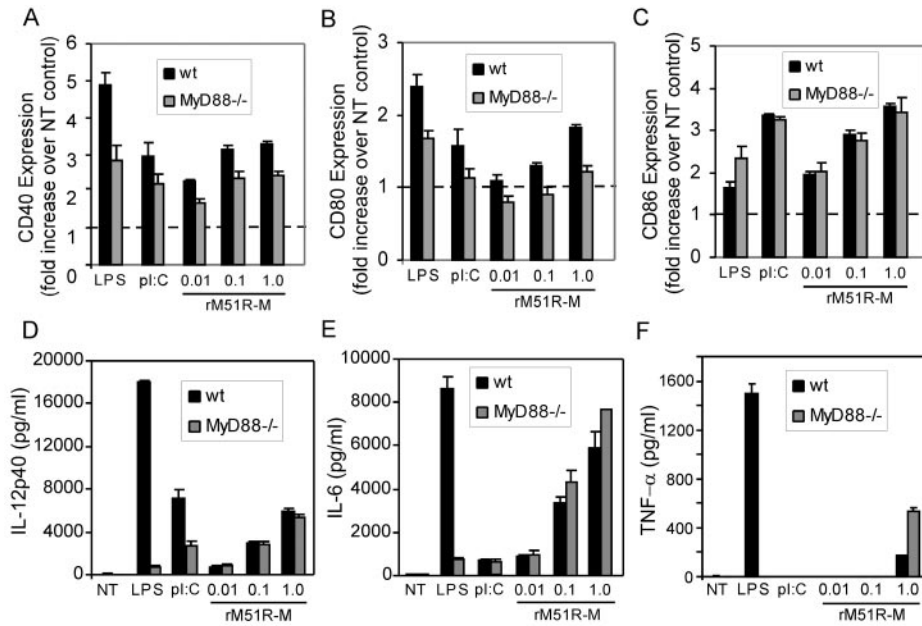 A
CD40 Expression
(fold increase over NT control)
6
5
4
3
2
1
0
wt
MyD88-/-
LPS pI:C 0.01 0.1 1.0
rM51R-M
B
CD80 Expression
(fold increase over NT control)
3
2
1
0
wt
MyD88-/-
LPS pI:C 0.01 0.1 1.0
rM51R-M
C
CD86 Expression
(fold increase over NT control)
5
4
3
2
1
0
wt
MyD88-/-
LPS pI:C 0.01 0.1 1.0
rM51R-M
D
IL-12p40 (pg/ml)
20000
16000
12000
8000
4000
0
wt
MyD88-/-
NT LPS pI:C 0.01 0.1 1.0
rM51R-M
E
IL-6 (pg/ml)
10000
8000
6000
4000
2000
0
wt
MyD88-/-
NT LPS pI:C 0.01 0.1 1.0
rM51R-M
F
TNF-α (pg/ml)
1600
1200
800
400
0
wt
MyD88-/-
NT LPS pI:C 0.01 0.1 1.0
rM51R-M